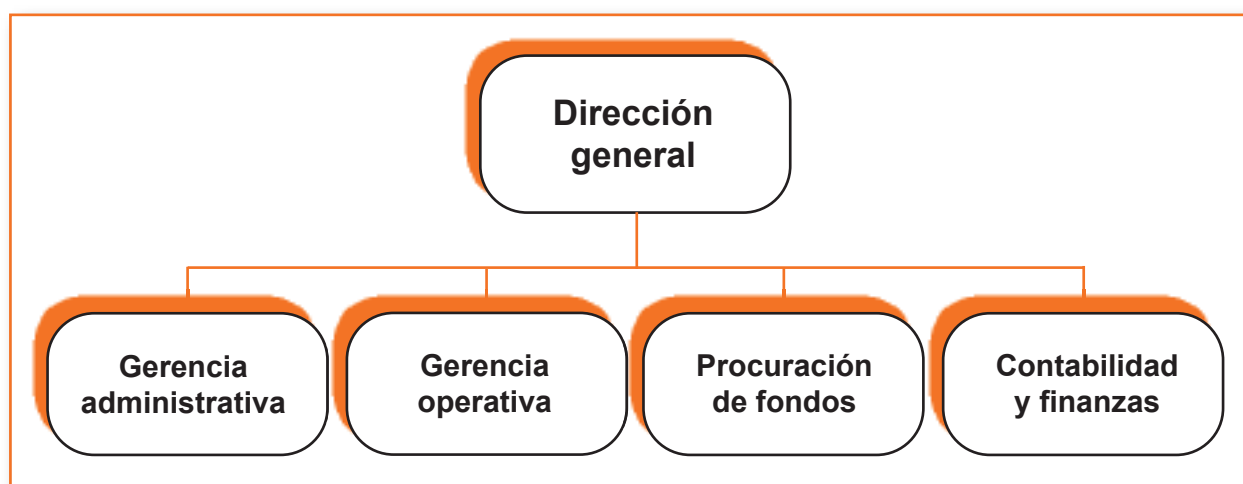 Dirección
general
Gerencia
administrativa
Gerencia
operativa
Procuración
de fondos
Contabilidad
y finanzas